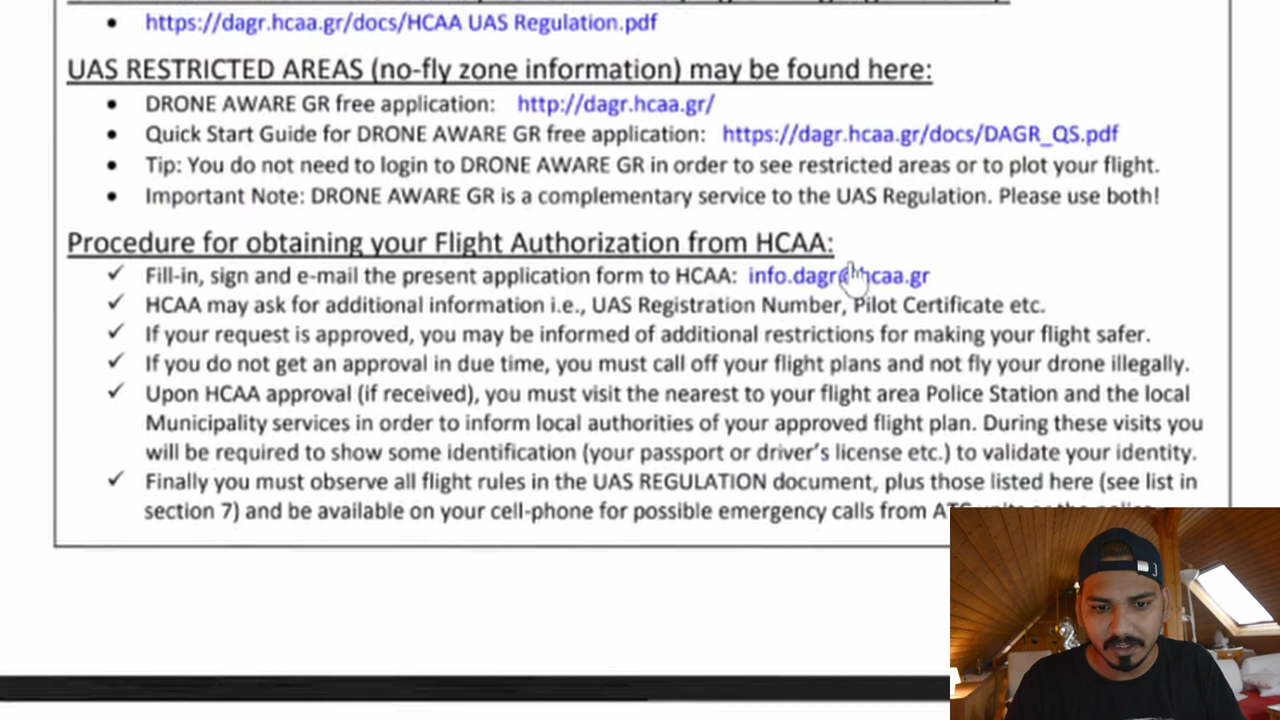 https://dagr.hcaa.gr/docs/HCAA UAS Regulation.pdf
UAS RESTRICTED AREAS (no-fly zone information) may be found here:
DRONE AWARE GR free application: http://dagr.hcaa.gr/
Quick Start Guide for DRONE AWARE GR free application: https://dagr.hcaa.gr/docs/DAGR_QS.pdf
Tip: You do not need to login to DRONE AWARE GR in order to see restricted areas or to plot your flight.
Important Note: DRONE AWARE GR is a complementary service to the UAS Regulation. Please use both!
Procedure for obtaining your Flight Authorization from HCAA:
Fill-in, sign and e-mail the present application form to HCAA: info.dagr@hcaa.gr
HCAA may ask for additional information i.e., UAS Registration Number, Pilot Certificate etc.
If your request is approved, you may be informed of additional restrictions for making your flight safer.
If you do not get an approval in due time, you must call off your flight plans and not fly your drone illegally.
Upon HCAA approval (if received), you must visit the nearest to your flight area Police Station and the local
Municipality services in order to inform local authorities of your approved flight plan. During these visits you
will be required to show some identification (your passport or driver's license etc.) to validate your identity.
Finally you must observe all flight rules in the UAS REGULATION document, plus those listed here (see list in
section 7) and be available on your cell-phone for possible emergency calls from